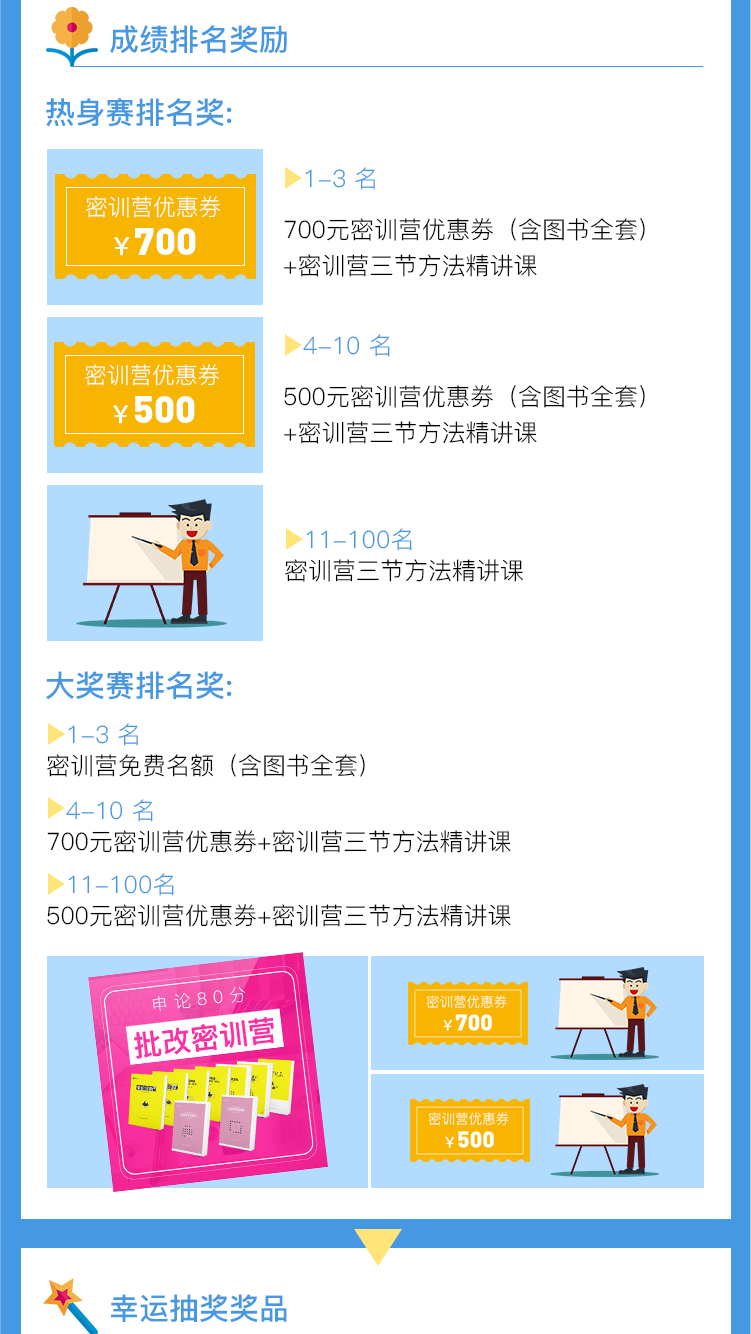 成绩排名奖励
热身赛排名奖:
密训营优惠券
¥700
1-3 名
700元密训营优惠券（含图书全套）
+密训营三节方法精讲课
密训营优惠券
¥500
4-10 名
500元密训营优惠券（含图书全套）
+密训营三节方法精讲课
11-100名
密训营三节方法精讲课
大奖赛排名奖:
1-3 名
密训营免费名额（含图书全套）
4-10 名
700元密训营优惠券+密训营三节方法精讲课
11-100名
500元密训营优惠券+密训营三节方法精讲课
申论80分
批改密训营
密训营优惠券
¥700
密训营优惠券
¥500
幸运抽奖奖品